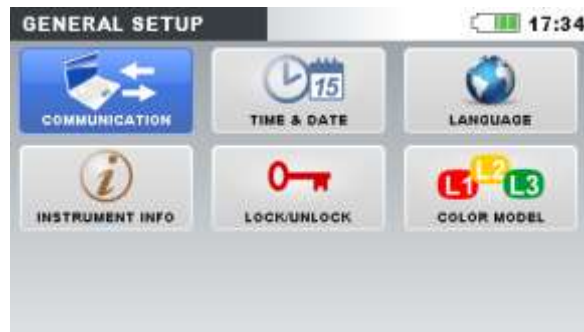 GENERAL SETUP 17:34
15
COMMUNICATION TIME & DATE LANGUAGE
i L1 L2 L3
INSTRUMENT INFO LOCK/UNLOCK COLOR MODEL